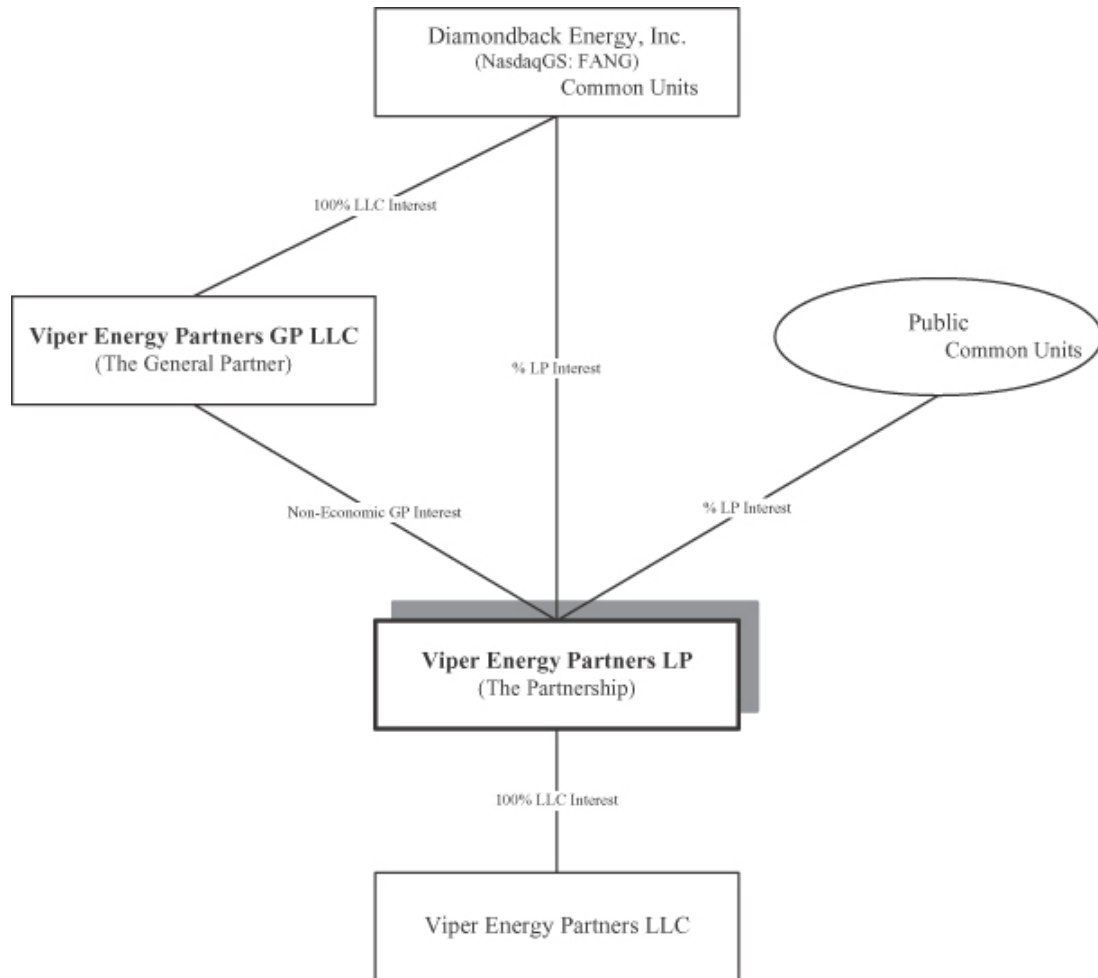 Diamondback Energy, Inc.
(NasdaqGS: FANG)
Common Units
100% LLC Interest
Viper Energy Partners GP LLC
(The General Partner)
Public
Common Units
% LP Interest
Non-Economic GP Interest
% LP Interest
Viper Energy Partners LP
(The Partnership)
100% LLC Interest
Viper Energy Partners LLC